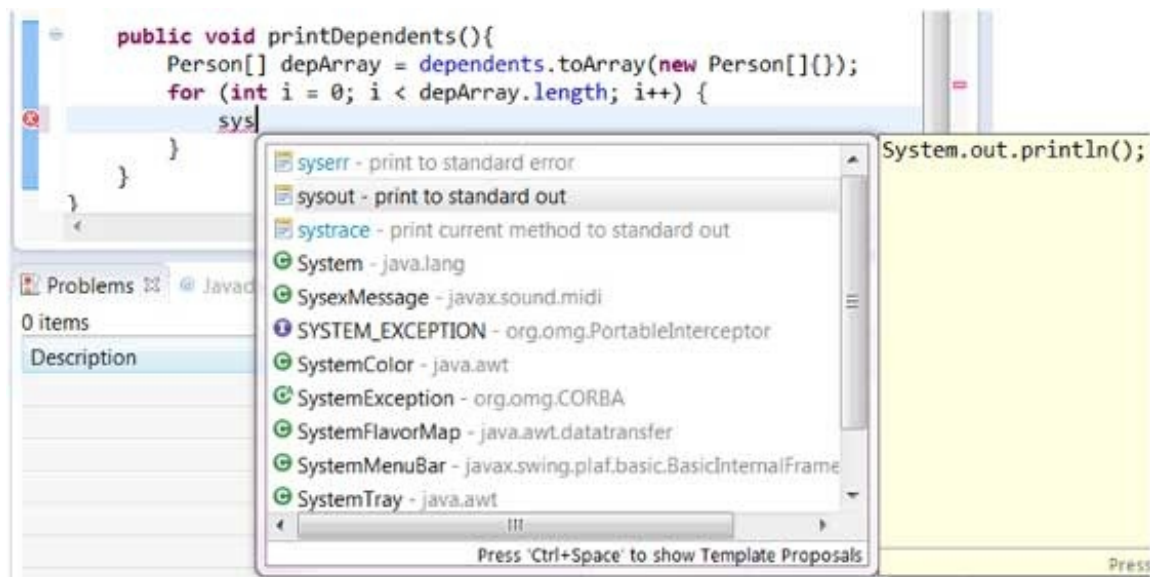 public void printDependents(){
Person[] depArray = dependents.toArray(new Person[]{});
for (int i = 0; i < depArray.length; i++) {
sys
}
}
}
syserr - print to standard error
sysout - print to standard out
systrace - print current method to standard out
System - java.lang
SysexMessage - javax.sound.midi
SYSTEM_EXCEPTION - org.omg.PortableInterceptor
SystemColor - java.awt
SystemException - org.omg.CORBA
SystemFlavorMap - java.awt.datatransfer
SystemMenuBar - javax.swing.plaf.basic.BasicInternalFrame
SystemTray - java.awt
Press 'Ctrl+Space' to show Template Proposals
System.out.println();
Press
Problems @ Javad
0 items
Description